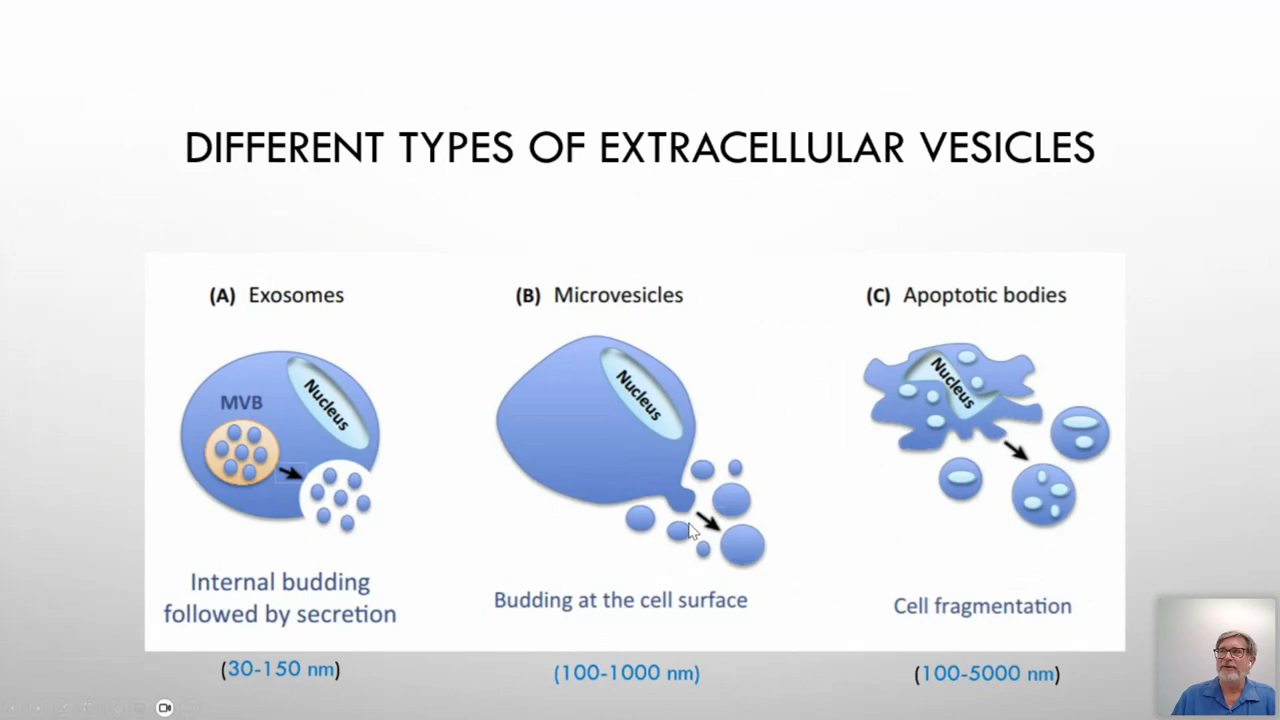 DIFFERENT TYPES OF EXTRACELLULAR VESICLES
(A) Exosomes
(B) Microvesicles
(C) Apoptotic bodies
MVB
Nucleus
Nucleus
Nucleus
Internal budding
followed by secretion
Budding at the cell surface
Cell fragmentation
(30-150 nm)
(100-1000 nm)
(100-5000 nm)